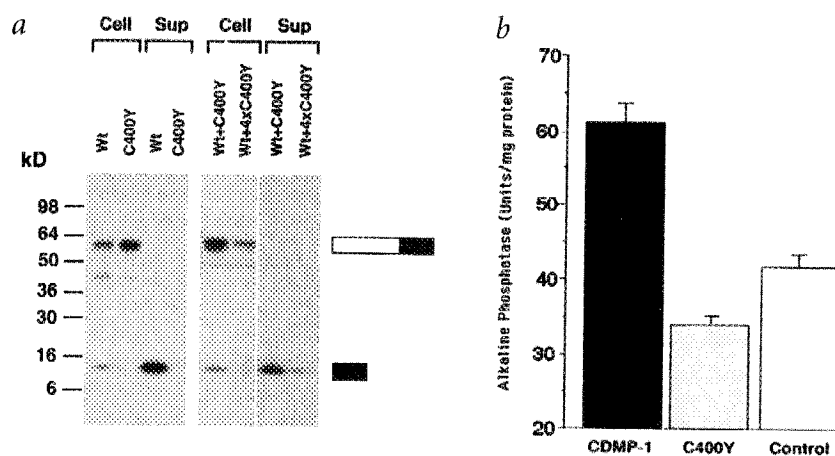 a
Cell Sup Cell Sup
Wt C400Y Wt C400Y Wt+C400Y Wt+4xC400Y Wt+C400Y Wt+4xC400Y
kD
98
64
50
36
30
16
6
b
Alkaline Phosphatase (Units/mg protein)
70
60
50
40
30
20
CDMP-1 C400Y Control